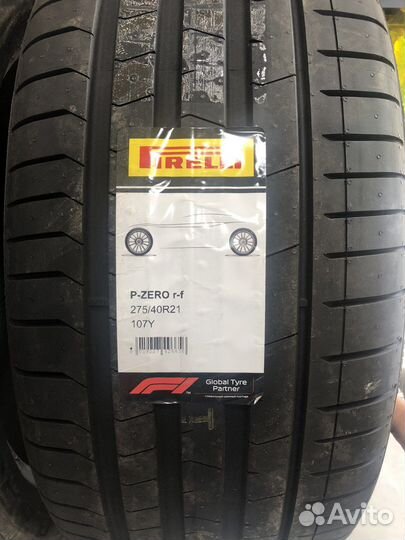 PIRELLI
P-ZERO r-f
275/40R21
107Y
F1
Global Tyre
Partner
Avito